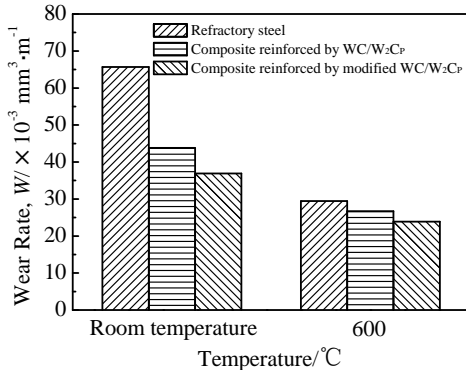 Wear Rate, W/ × 10⁻³ mm³·m⁻¹
80
70
60
50
40
30
20
10
0
Refractory steel
Composite reinforced by WC/W₂Cₚ
Composite reinforced by modified WC/W₂Cₚ
Room temperature
600
Temperature/℃